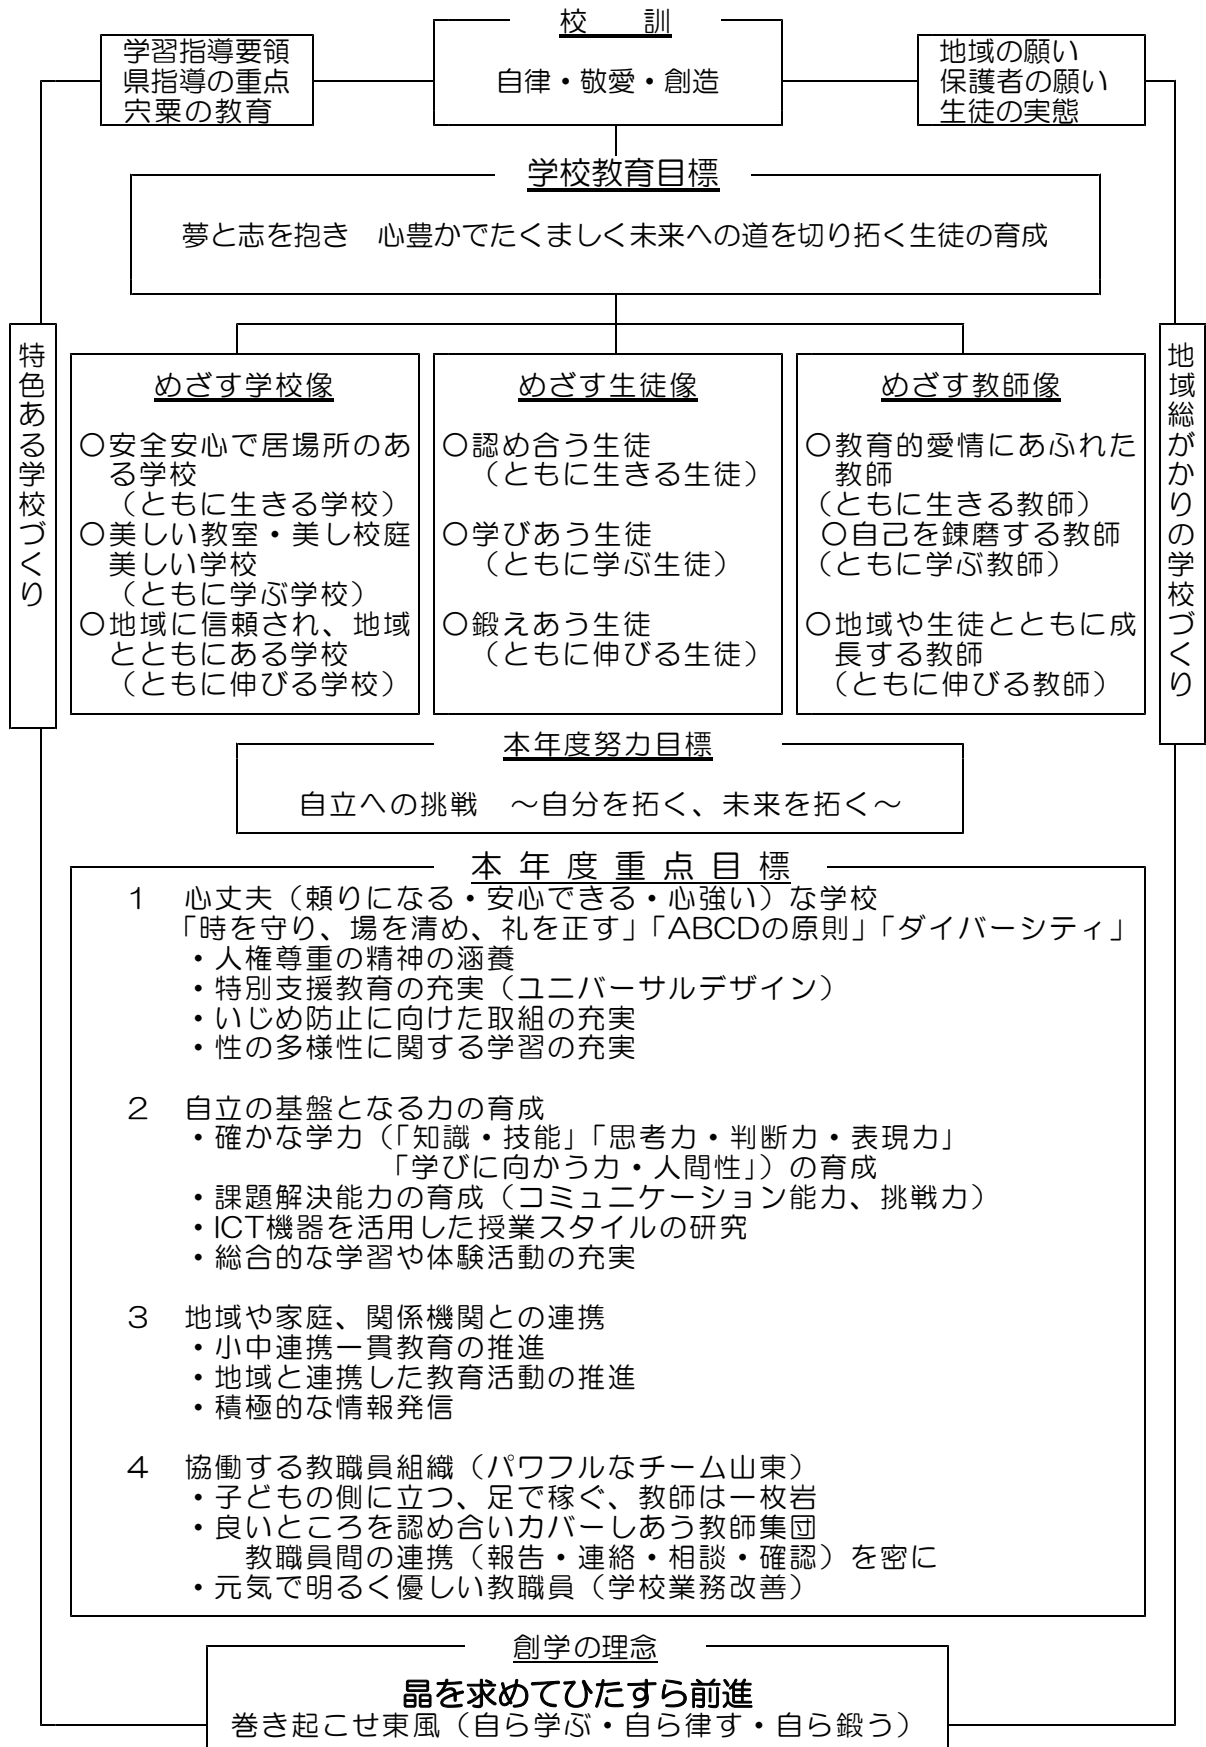 校　訓
学習指導要領
県指導の重点
宍粟の教育
自律・敬愛・創造
地域の願い
保護者の願い
生徒の実態
学校教育目標
夢と志を抱き　心豊かでたくましく未来への道を切り拓く生徒の育成
特色ある学校づくり
めざす学校像
○安全安心で居場所のあ
る学校
（ともに生きる学校）
○美しい教室・美し校庭
美しい学校
（ともに学ぶ学校）
○地域に信頼され、地域
とともにある学校
（ともに伸びる学校）
めざす生徒像
○認め合う生徒
（ともに生きる生徒）
○学びあう生徒
（ともに学ぶ生徒）
○鍛えあう生徒
（ともに伸びる生徒）
めざす教師像
○教育的愛情にあふれた
教師
（ともに生きる教師）
○自己を錬磨する教師
（ともに学ぶ教師）
○地域や生徒とともに成
長する教師
（ともに伸びる教師）
地域総がかりの学校づくり
本年度努力目標
自立への挑戦　～自分を拓く、未来を拓く～
本年度重点目標
１　心丈夫（頼りになる・安心できる・心強い）な学校
「時を守り、場を清め、礼を正す」「ABCDの原則」「ダイバーシティ」
・人権尊重の精神の涵養
・特別支援教育の充実（ユニバーサルデザイン）
・いじめ防止に向けた取組の充実
・性の多様性に関する学習の充実
２　自立の基盤となる力の育成
・確かな学力（「知識・技能」「思考力・判断力・表現力」
「学びに向かう力・人間性」）の育成
・課題解決能力の育成（コミュニケーション能力、挑戦力）
・ICT機器を活用した授業スタイルの研究
・総合的な学習や体験活動の充実
３　地域や家庭、関係機関との連携
・小中連携一貫教育の推進
・地域と連携した教育活動の推進
・積極的な情報発信
４　協働する教職員組織（パワフルなチーム山東）
・子どもの側に立つ、足で稼ぐ、教師は一枚岩
・良いところを認め合いカバーしあう教師集団
教職員間の連携（報告・連絡・相談・確認）を密に
・元気で明るく優しい教職員（学校業務改善）
創学の理念
晶を求めてひたすら前進
巻き起こせ東風（自ら学ぶ・自ら律す・自ら鍛う）